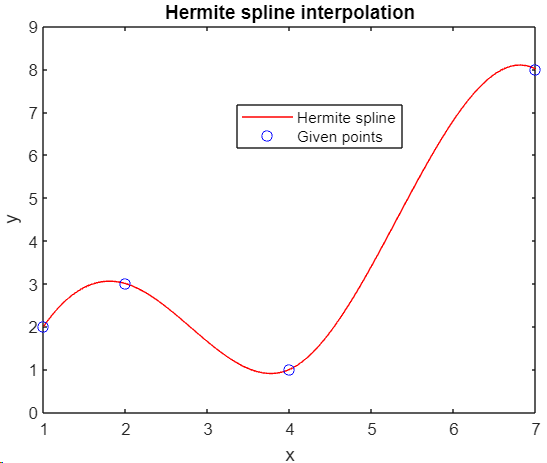 Hermite spline interpolation
9
8
7
6
5
4
3
2
1
0
Hermite spline
Given points
y
1 2 3 4 5 6 7
x